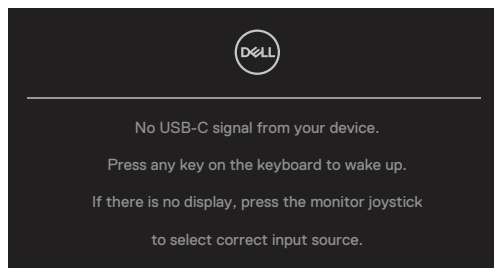 DELL
No USB-C signal from your device.
Press any key on the keyboard to wake up.
If there is no display, press the monitor joystick
to select correct input source.